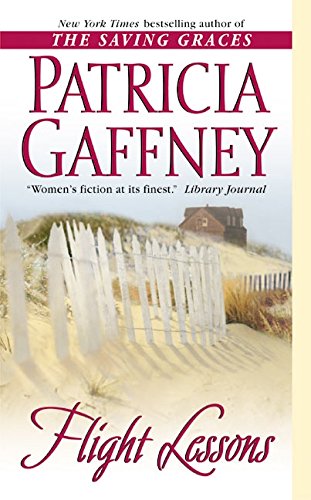 New York Times bestselling author of
THE SAVING GRACES
PATRICIA
GAFFNEY
"Women's fiction at its finest." Library Journal
Flight Lessons